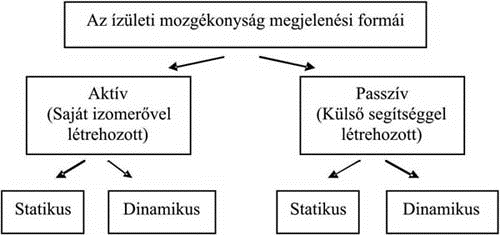 Az ízületi mozgékonyság megjelenési formái
Aktív
(Saját izomerővel
létrehozott)
Passzív
(Külső segítséggel
létrehozott)
Statikus
Dinamikus
Statikus
Dinamikus